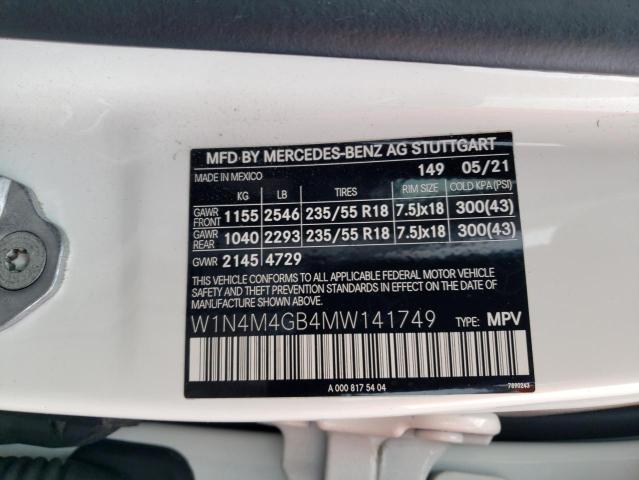 MFD BY MERCEDES-BENZ AG STUTTGART
MADE IN MEXICO 149 05/21
KG LB TIRES RIM SIZE COLD KPA (PSI)
GAWR FRONT 1155 2546 235/55 R18 7.5Jx18 300(43)
GAWR REAR 1040 2293 235/55 R18 7.5Jx18 300(43)
GVWR 2145 4729
THIS VEHICLE CONFORMS TO ALL APPLICABLE FEDERAL MOTOR VEHICLE
SAFETY AND THEFT PREVENTION STANDARDS IN EFFECT ON THE DATE
OF MANUFACTURE SHOWN ABOVE.
W1N4M4GB4MW141749 TYPE: MPV
A 000 817 54 04 7890243